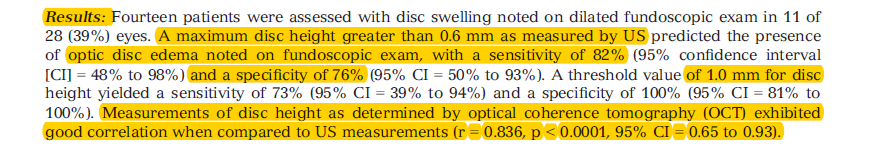 Results: Fourteen patients were assessed with disc swelling noted on dilated fundoscopic exam in 11 of
28 (39%) eyes. A maximum disc height greater than 0.6 mm as measured by US predicted the presence
of optic disc edema noted on fundoscopic exam, with a sensitivity of 82% (95% confidence interval
[CI] = 48% to 98%) and a specificity of 76% (95% CI = 50% to 93%). A threshold value of 1.0 mm for disc
height yielded a sensitivity of 73% (95% CI = 39% to 94%) and a specificity of 100% (95% CI = 81% to
100%). Measurements of disc height as determined by optical coherence tomography (OCT) exhibited
good correlation when compared to US measurements (r = 0.836, p < 0.0001, 95% CI = 0.65 to 0.93).